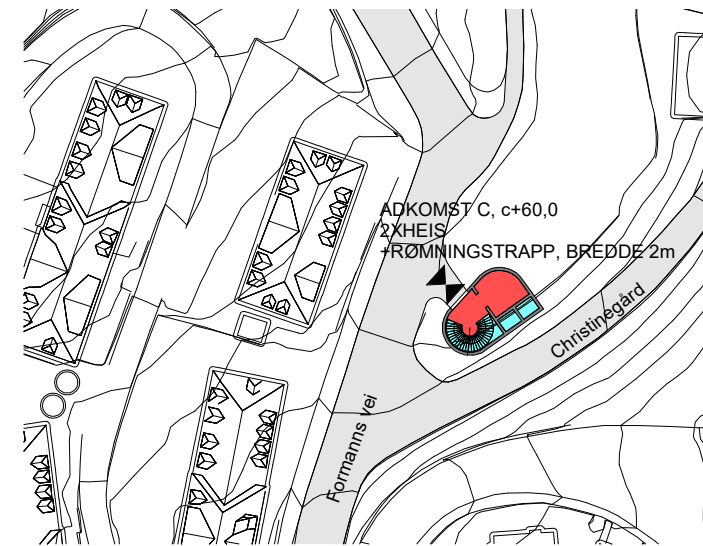 ADKOMST C, c+60,0
2XHEIS
+RØMNINGSTRAPP, BREDDE 2m
Christinegård
Formanns vei